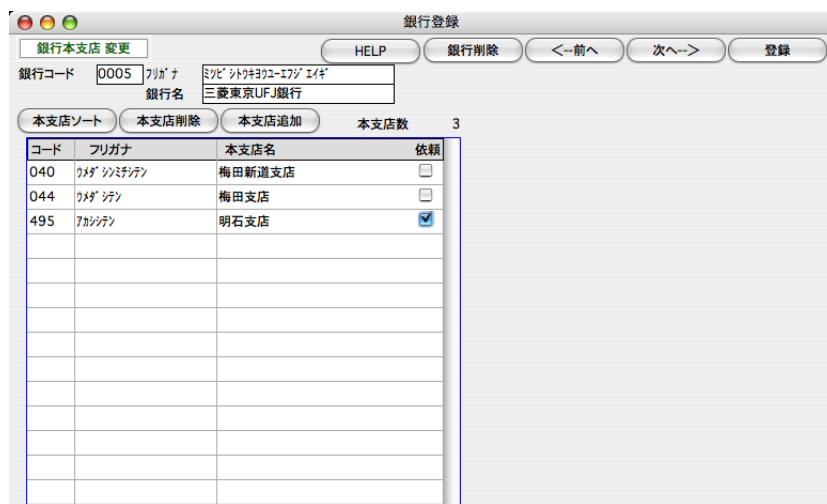 銀行登録
銀行本支店 変更
HELP
銀行削除
<--前へ
次へ-->
登録
銀行コード 0005 フリガナ ミツビシトウキヨウユーエフジエイギ
銀行名 三菱東京UFJ銀行
本支店ソート 本支店削除 本支店追加 本支店数 3
コード フリガナ 本支店名 依頼
040 ウメダシンミチシテン 梅田新道支店
044 ウメダシテン 梅田支店
495 アカシシテン 明石支店